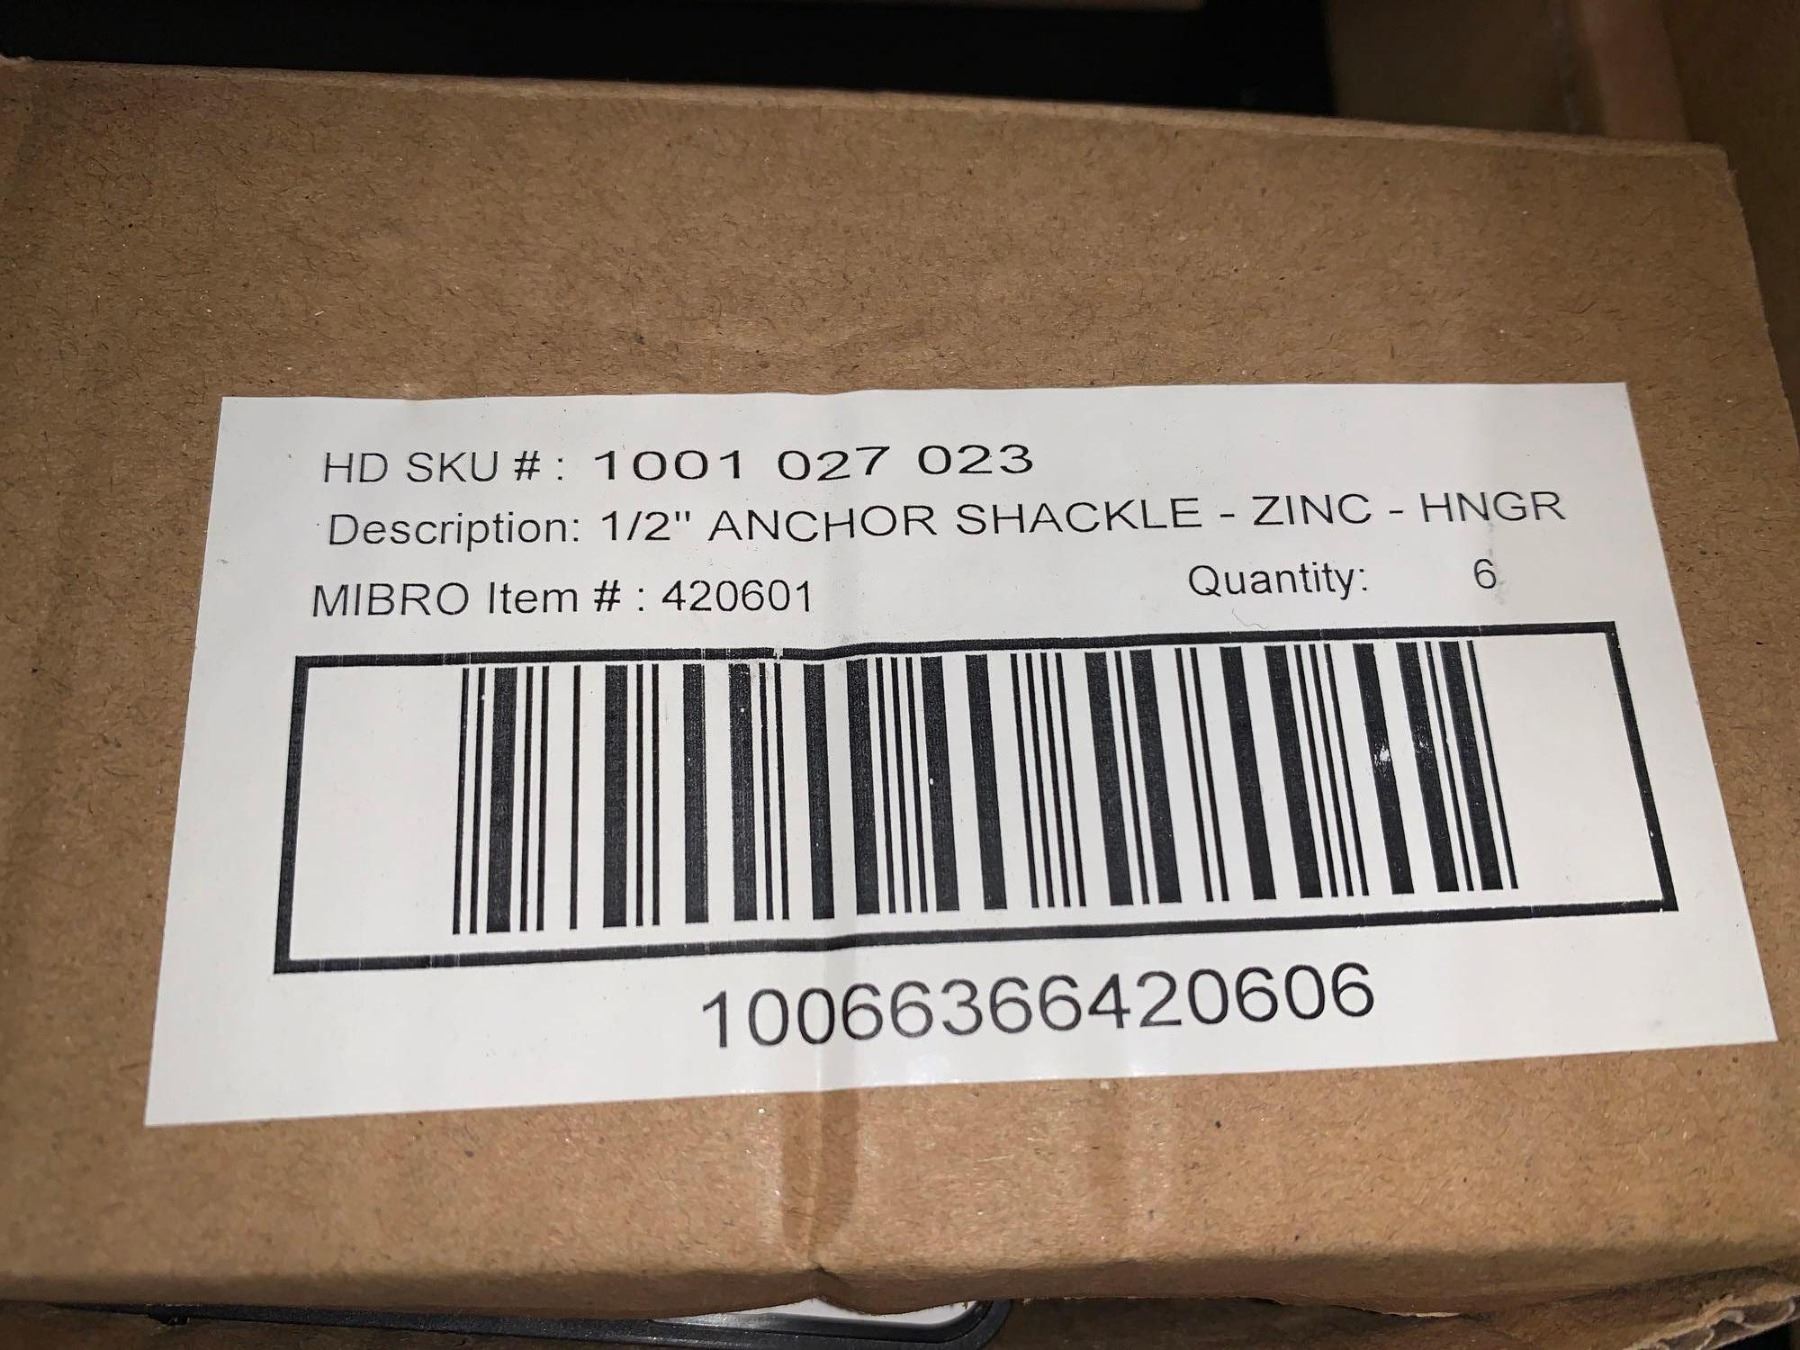 HD SKU # : 1001 027 023
Description: 1/2" ANCHOR SHACKLE - ZINC - HNGR
MIBRO Item # : 420601 Quantity: 6
10066366420606